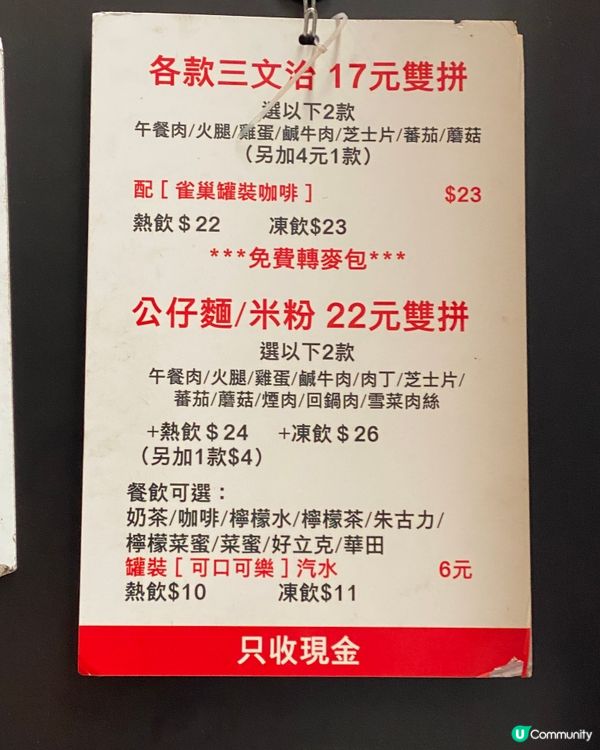 各款三文治 17元雙拼
選以下2款
午餐肉/火腿/雞蛋/鹹牛肉/芝士片/蕃茄/蘑菇
（另加4元1款）
配 [ 雀巢罐裝咖啡 ] $23
熱飲＄22 凍飲$23
***免費轉麥包***
公仔麵/米粉 22元雙拼
選以下2款
午餐肉/火腿/雞蛋/鹹牛肉/肉丁/芝士片/
蕃茄/蘑菇/煙肉/回鍋肉/雪菜肉絲
+熱飲＄24 +凍飲＄26
（另加1款$4）
餐飲可選：
奶茶/咖啡/檸檬水/檸檬茶/朱古力/
檸檬菜蜜/菜蜜/好立克/華田
罐裝 [ 可口可樂 ] 汽水 6元
熱飲$10 凍飲$11
只收現金
U Community